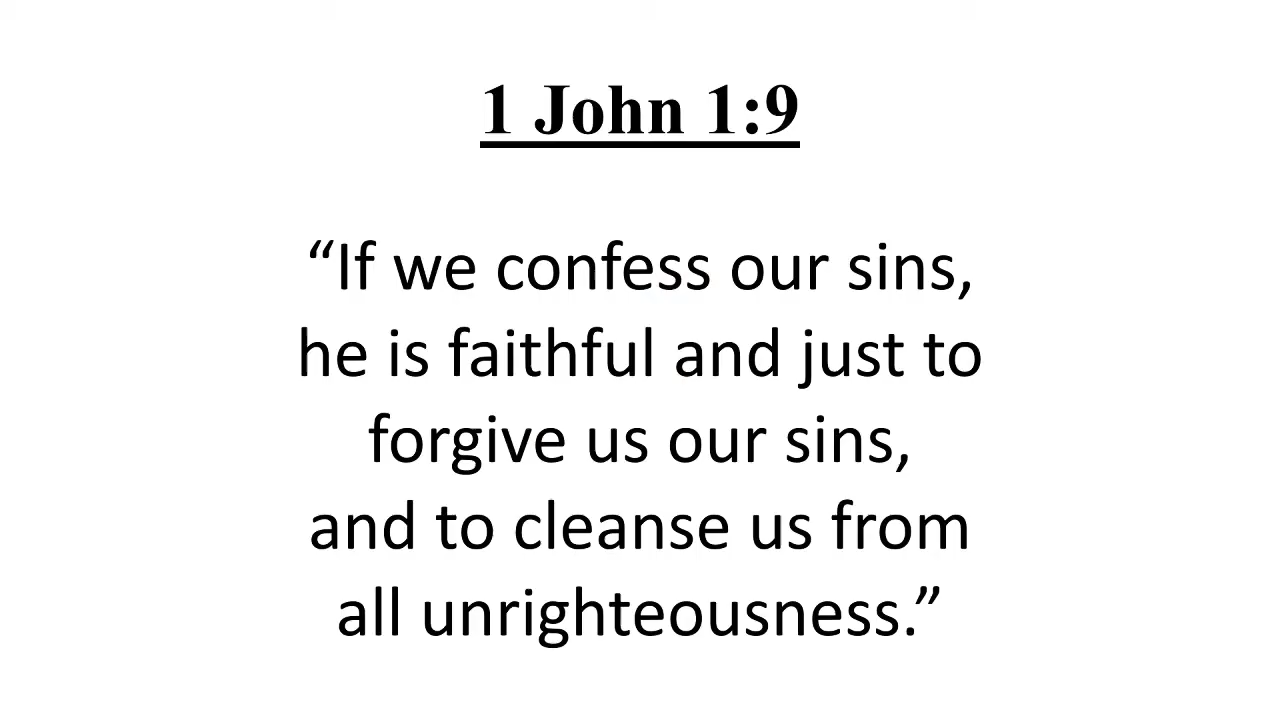 1 John 1:9
“If we confess our sins,
he is faithful and just to
forgive us our sins,
and to cleanse us from
all unrighteousness.”